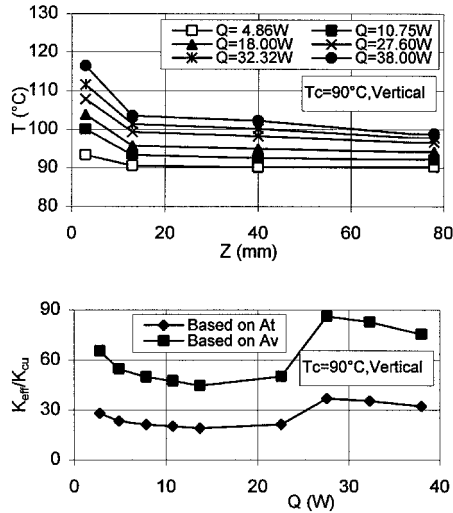 130
120
110
100
90
80
T (°C)
Q= 4.86W Q=10.75W
Q=18.00W Q=27.60W
Q=32.32W Q=38.00W
Tc=90°C,Vertical
0 20 40 60 80
Z (mm)
90
60
30
0
Keff/Kcu
Based on At
Based on Av
Tc=90°C,Vertical
0 10 20 30 40
Q (W)